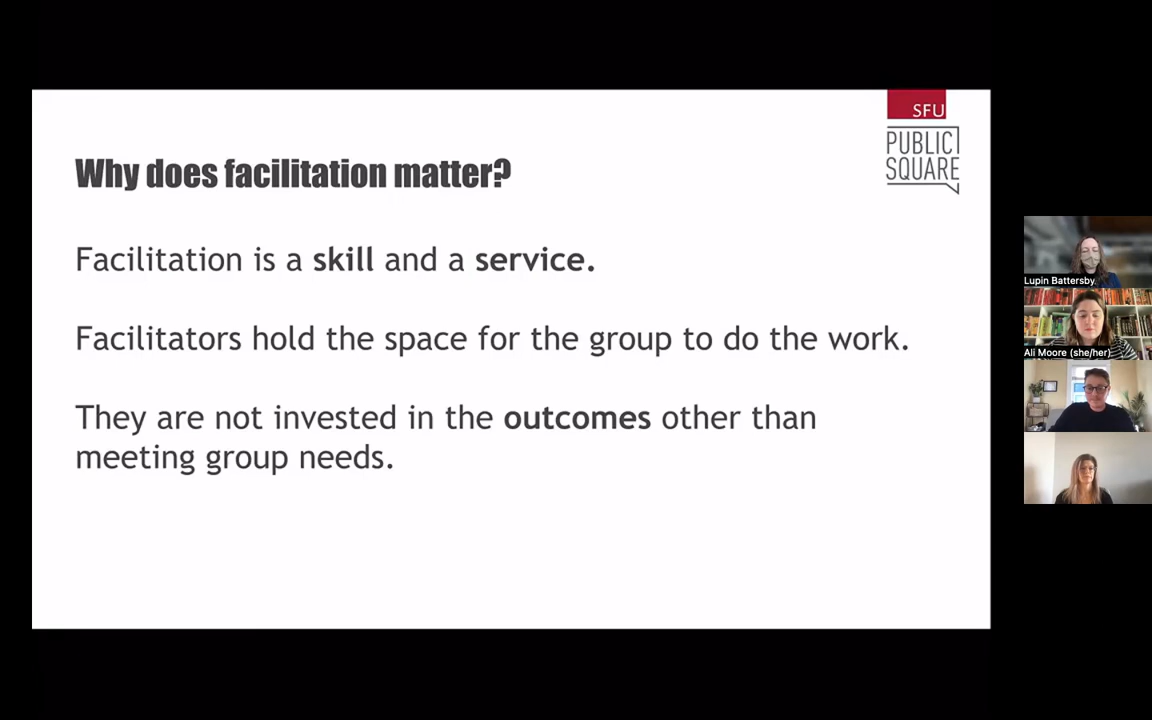 SFU
PUBLIC
SQUARE
Why does facilitation matter?
Facilitation is a skill and a service.
Facilitators hold the space for the group to do the work.
They are not invested in the outcomes other than
meeting group needs.
Lupin Battersby
Ali Moore (she/her)